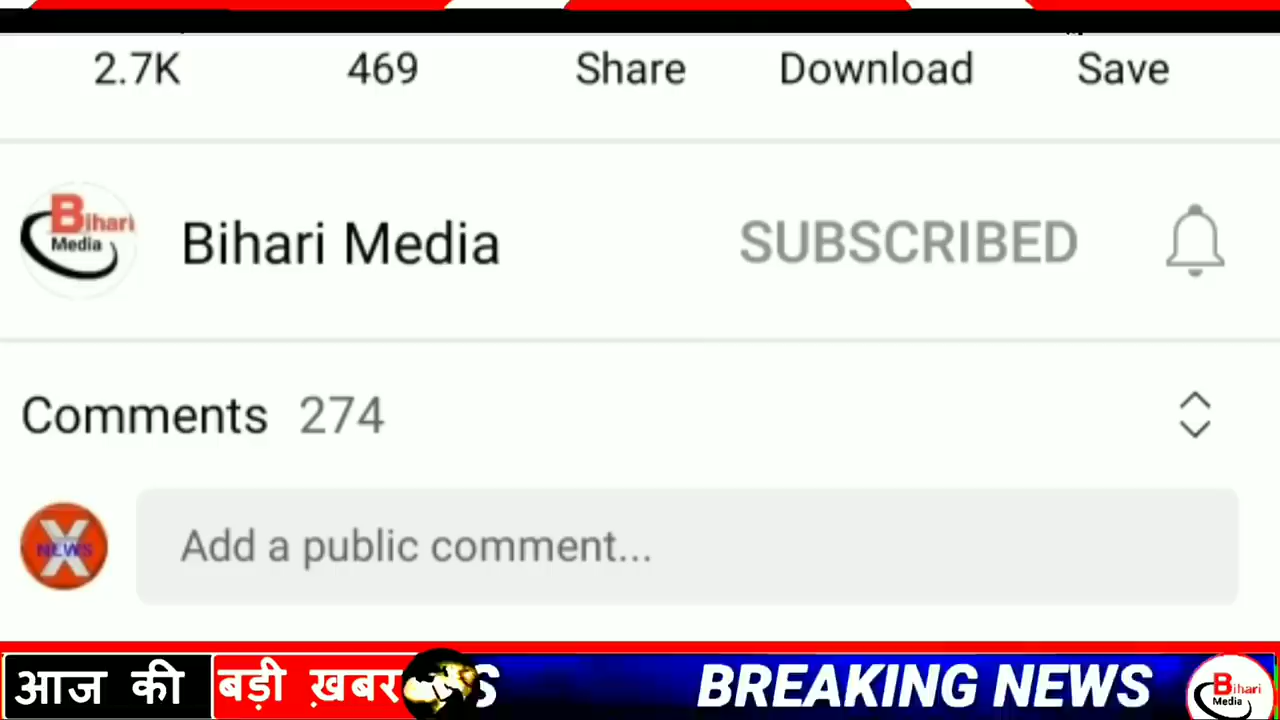 2.7K 469 Share Download Save
Bihari Media
Bihari Media SUBSCRIBED
Comments 274
X NEWS
Add a public comment...
आज की बड़ी ख़बर S BREAKING NEWS
Bihari Media